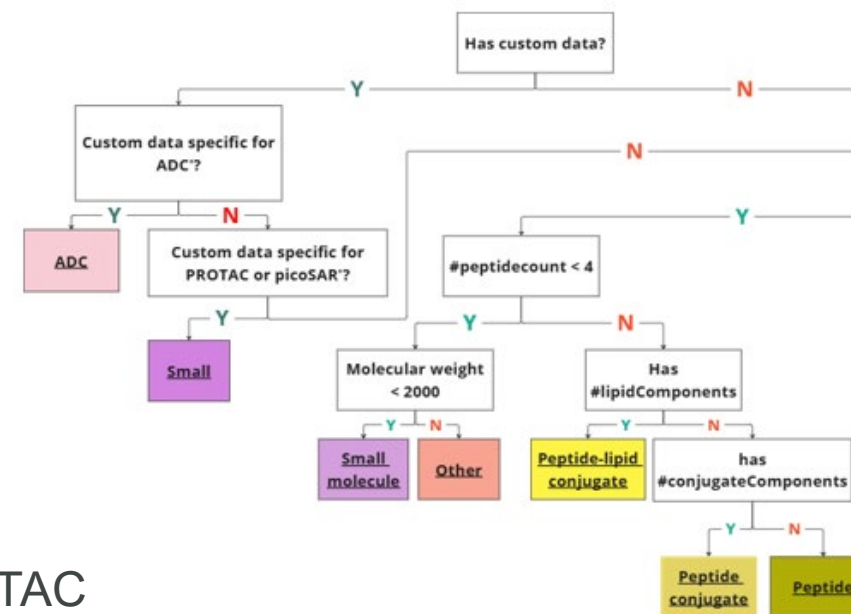 Has custom data?
Y
N
Custom data specific for
ADC*?
N
Y
N
Y
Custom data specific for
PROTAC or picoSAR*?
#peptidecount < 4
ADC
Y
Y
N
Small
Molecular weight
< 2000
Has
#lipidComponents
Y
N
Y
N
Small
molecule
Other
Peptide-lipid
conjugate
has
#conjugateComponents
Y
N
Peptide
conjugate
Peptide
TAC